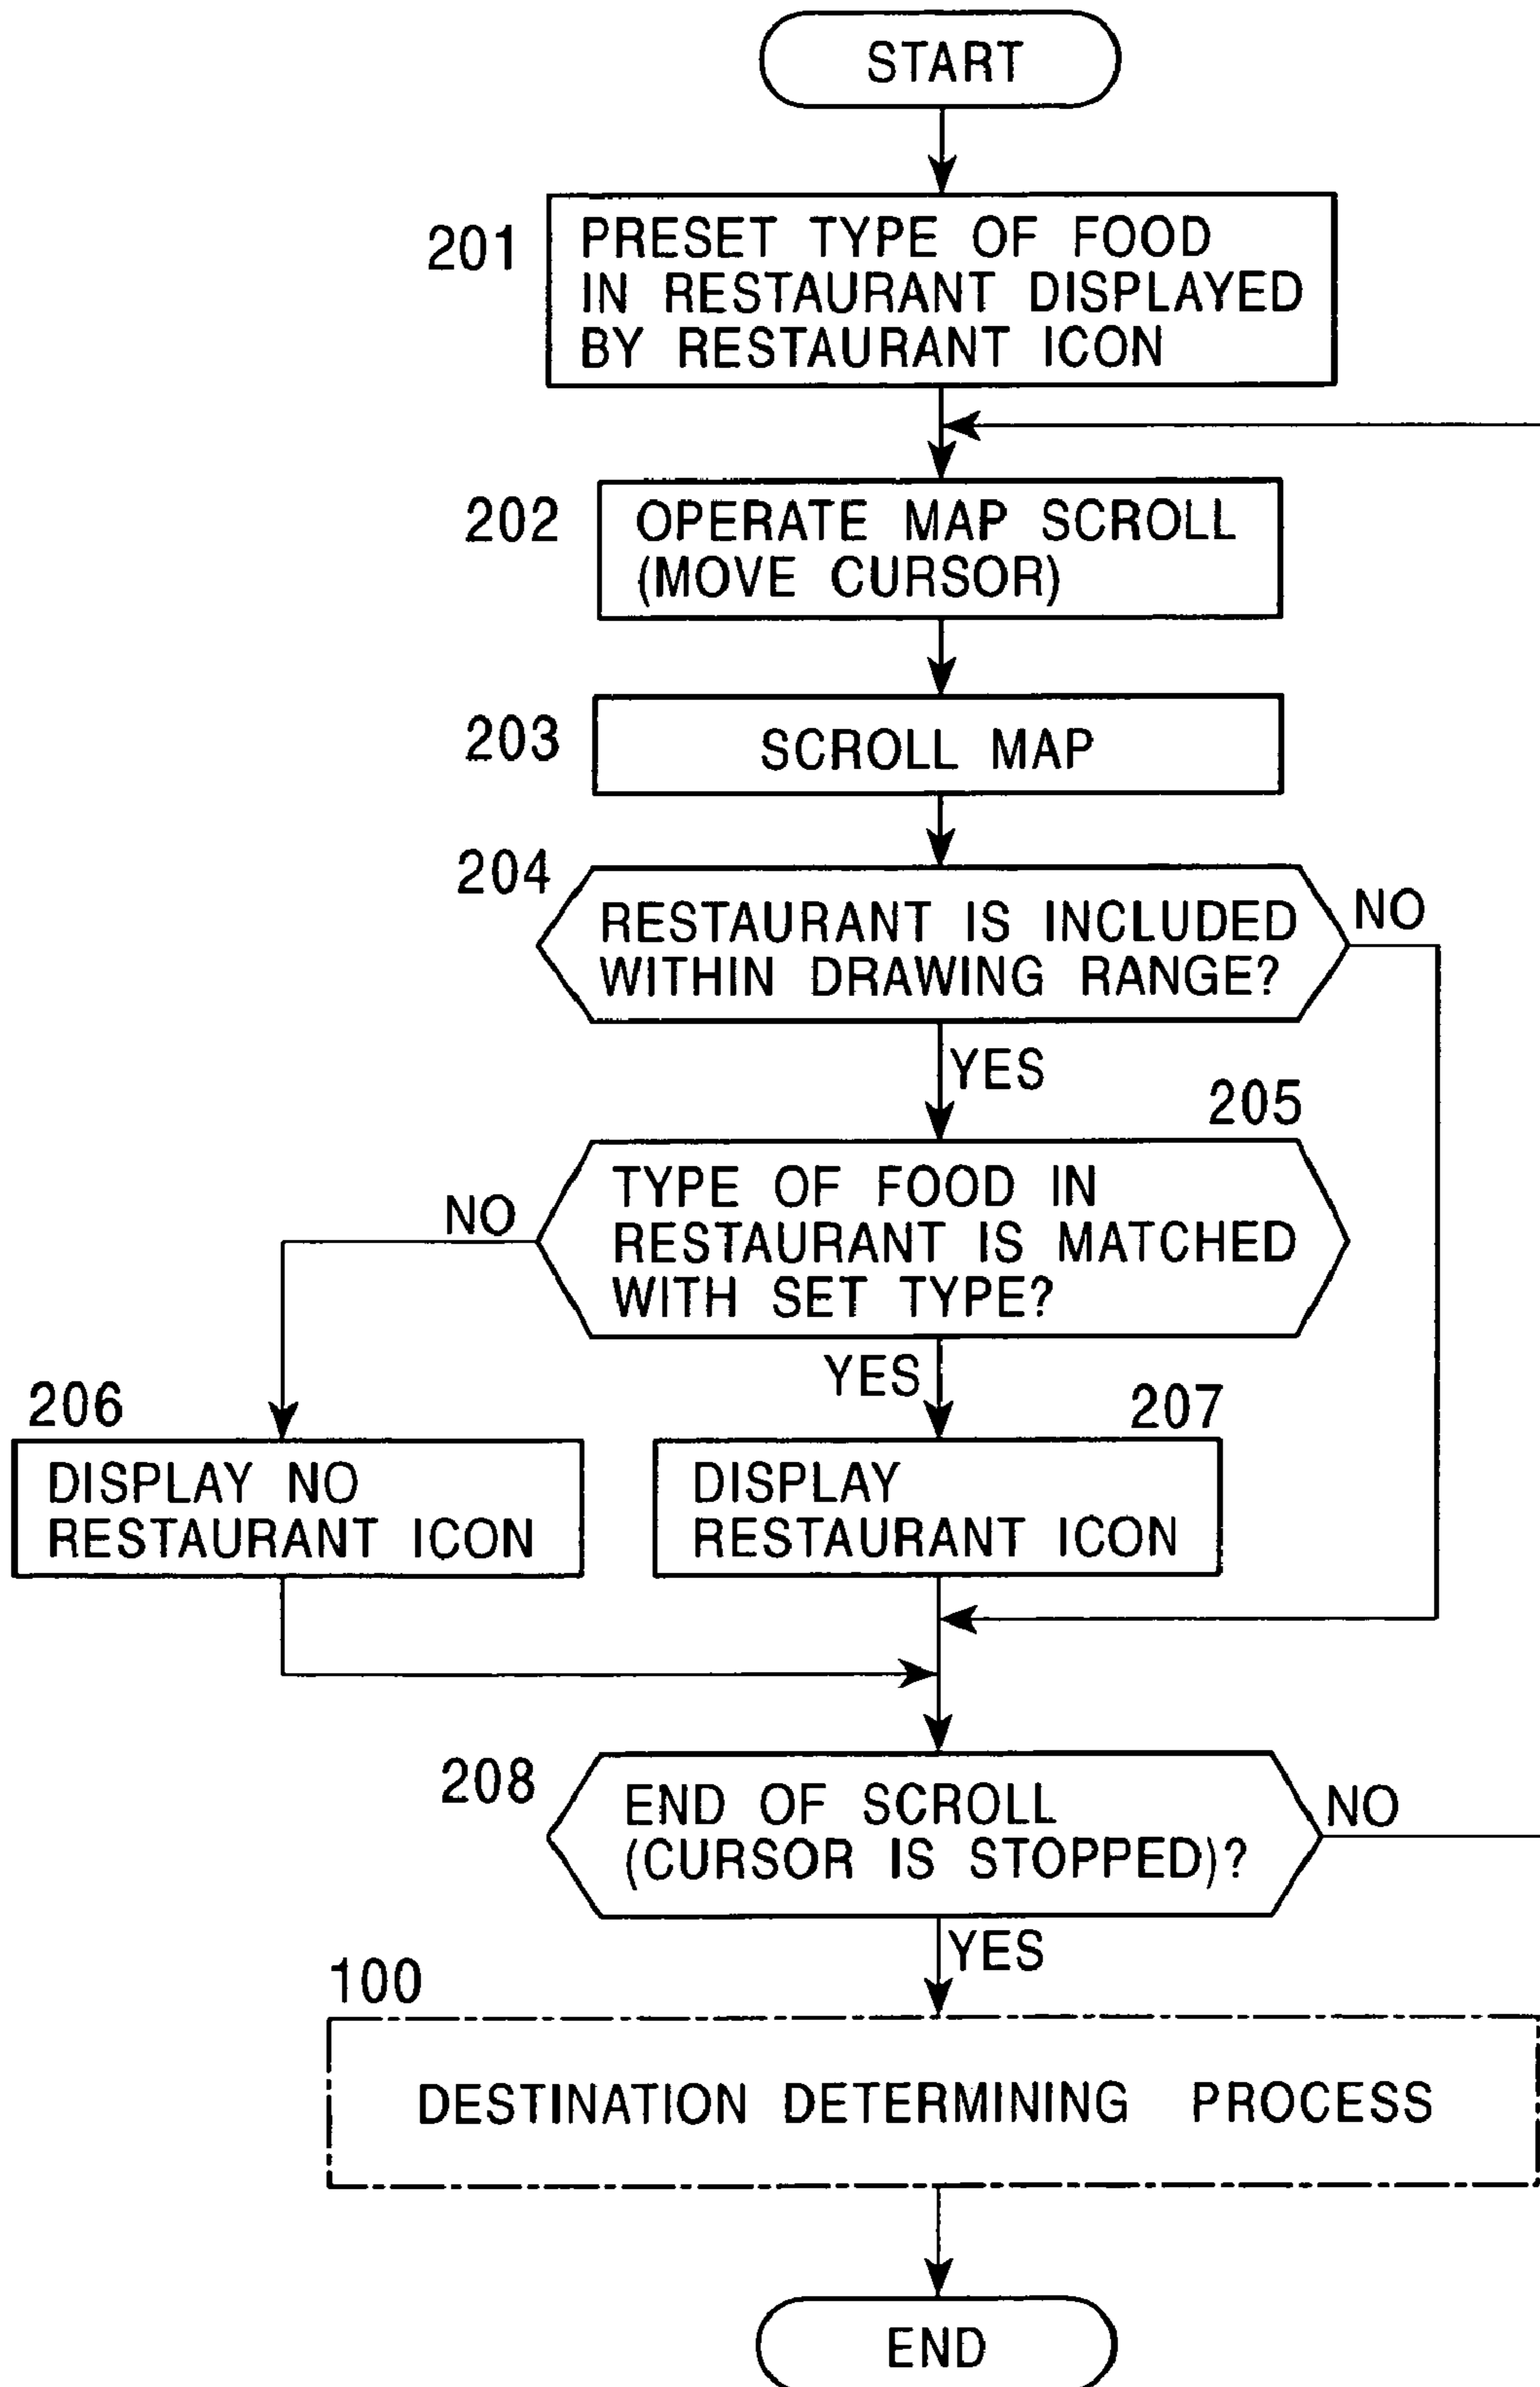 START
201
PRESET TYPE OF FOOD
IN RESTAURANT DISPLAYED
BY RESTAURANT ICON
202
OPERATE MAP SCROLL
(MOVE CURSOR)
203
SCROLL MAP
204
RESTAURANT IS INCLUDED
WITHIN DRAWING RANGE?
NO
YES
205
TYPE OF FOOD IN
RESTAURANT IS MATCHED
WITH SET TYPE?
NO
YES
206
DISPLAY NO
RESTAURANT ICON
207
DISPLAY
RESTAURANT ICON
208
END OF SCROLL
(CURSOR IS STOPPED)?
NO
YES
100
DESTINATION DETERMINING PROCESS
END